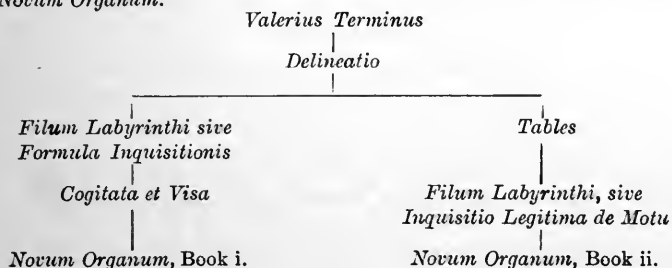 Novum Organum.
Valerius Terminus
Delineatio
Filum Labyrinthi sive
Formula Inquisitionis
Cogitata et Visa
Novum Organum, Book i.
Tables
Filum Labyrinthi, sive
Inquisitio Legitima de Motu
Novum Organum, Book ii.